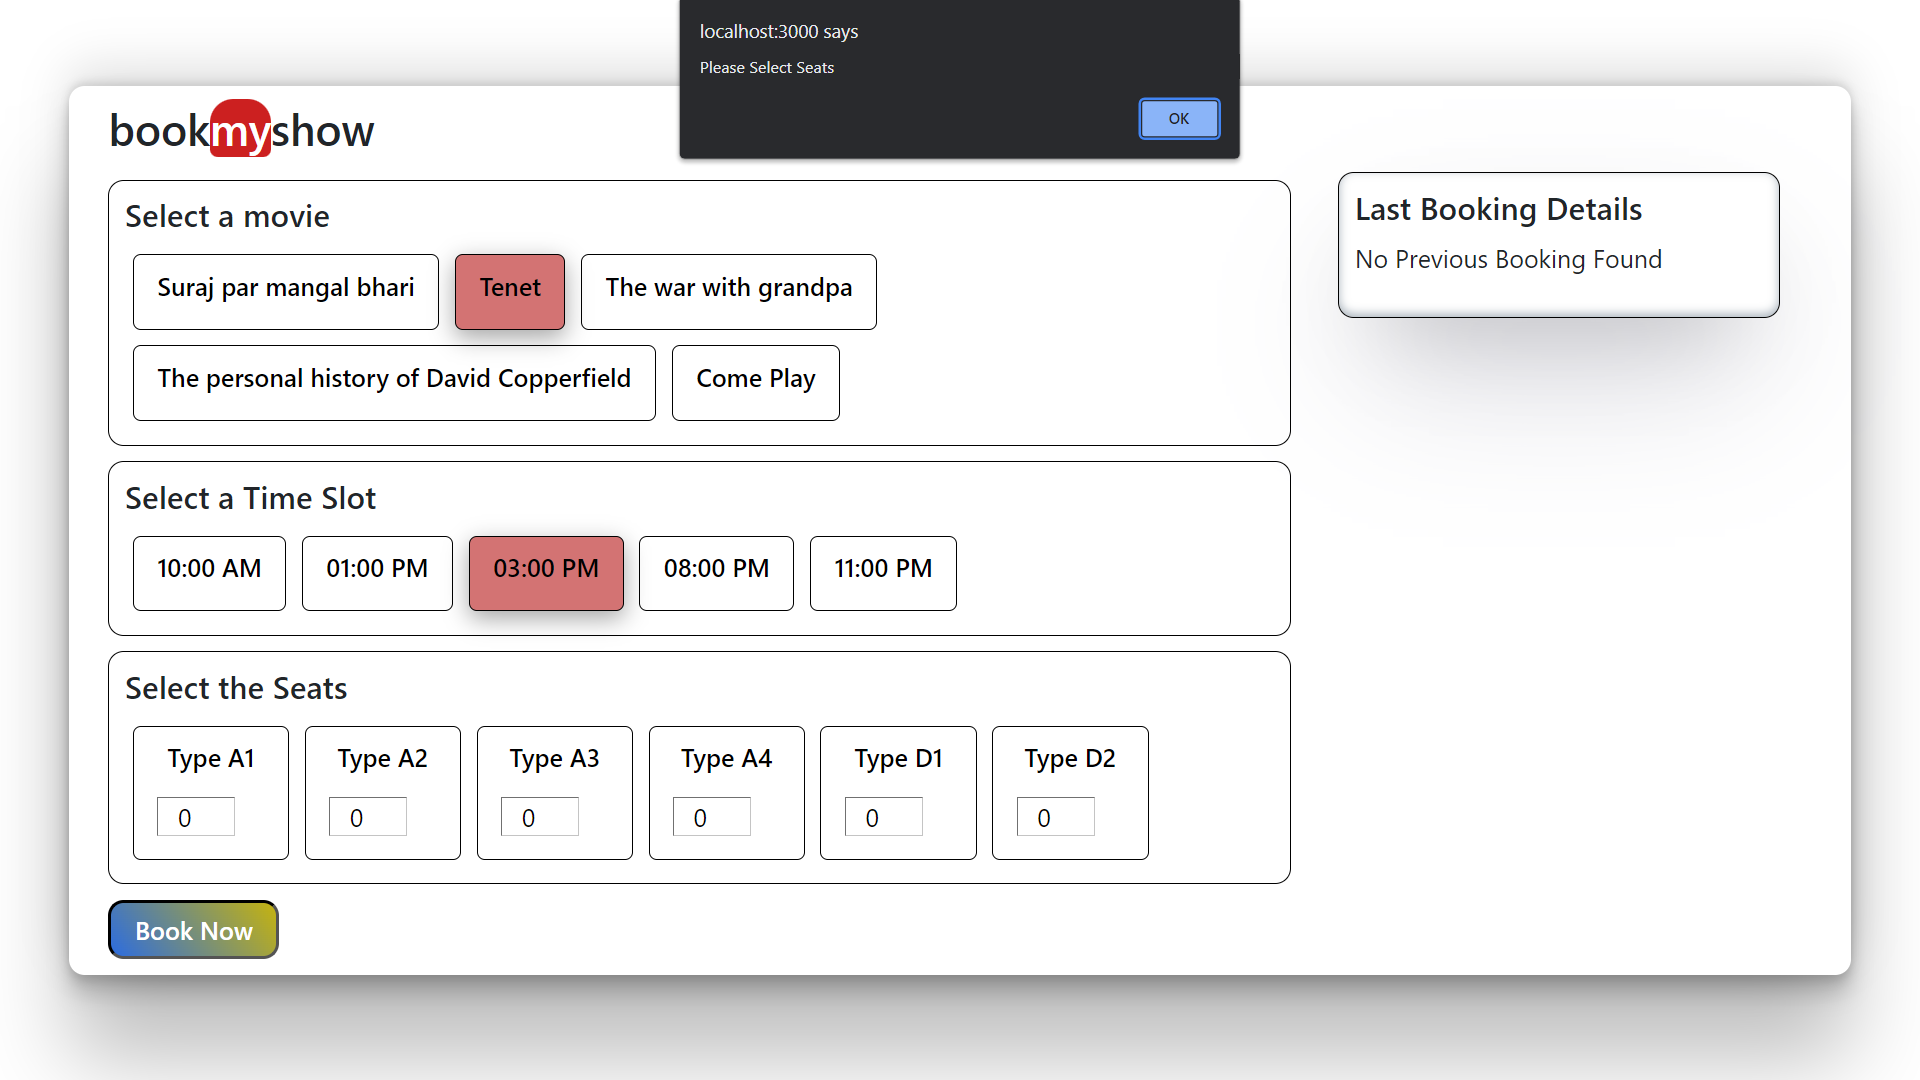 localhost:3000 says
Please Select Seats
OK
bookmyshow
Select a movie
Suraj par mangal bhari
Tenet
The war with grandpa
The personal history of David Copperfield
Come Play
Last Booking Details
No Previous Booking Found
Select a Time Slot
10:00 AM
01:00 PM
03:00 PM
08:00 PM
11:00 PM
Select the Seats
Type A1
Type A2
Type A3
Type A4
Type D1
Type D2
0
0
0
0
0
0
Book Now